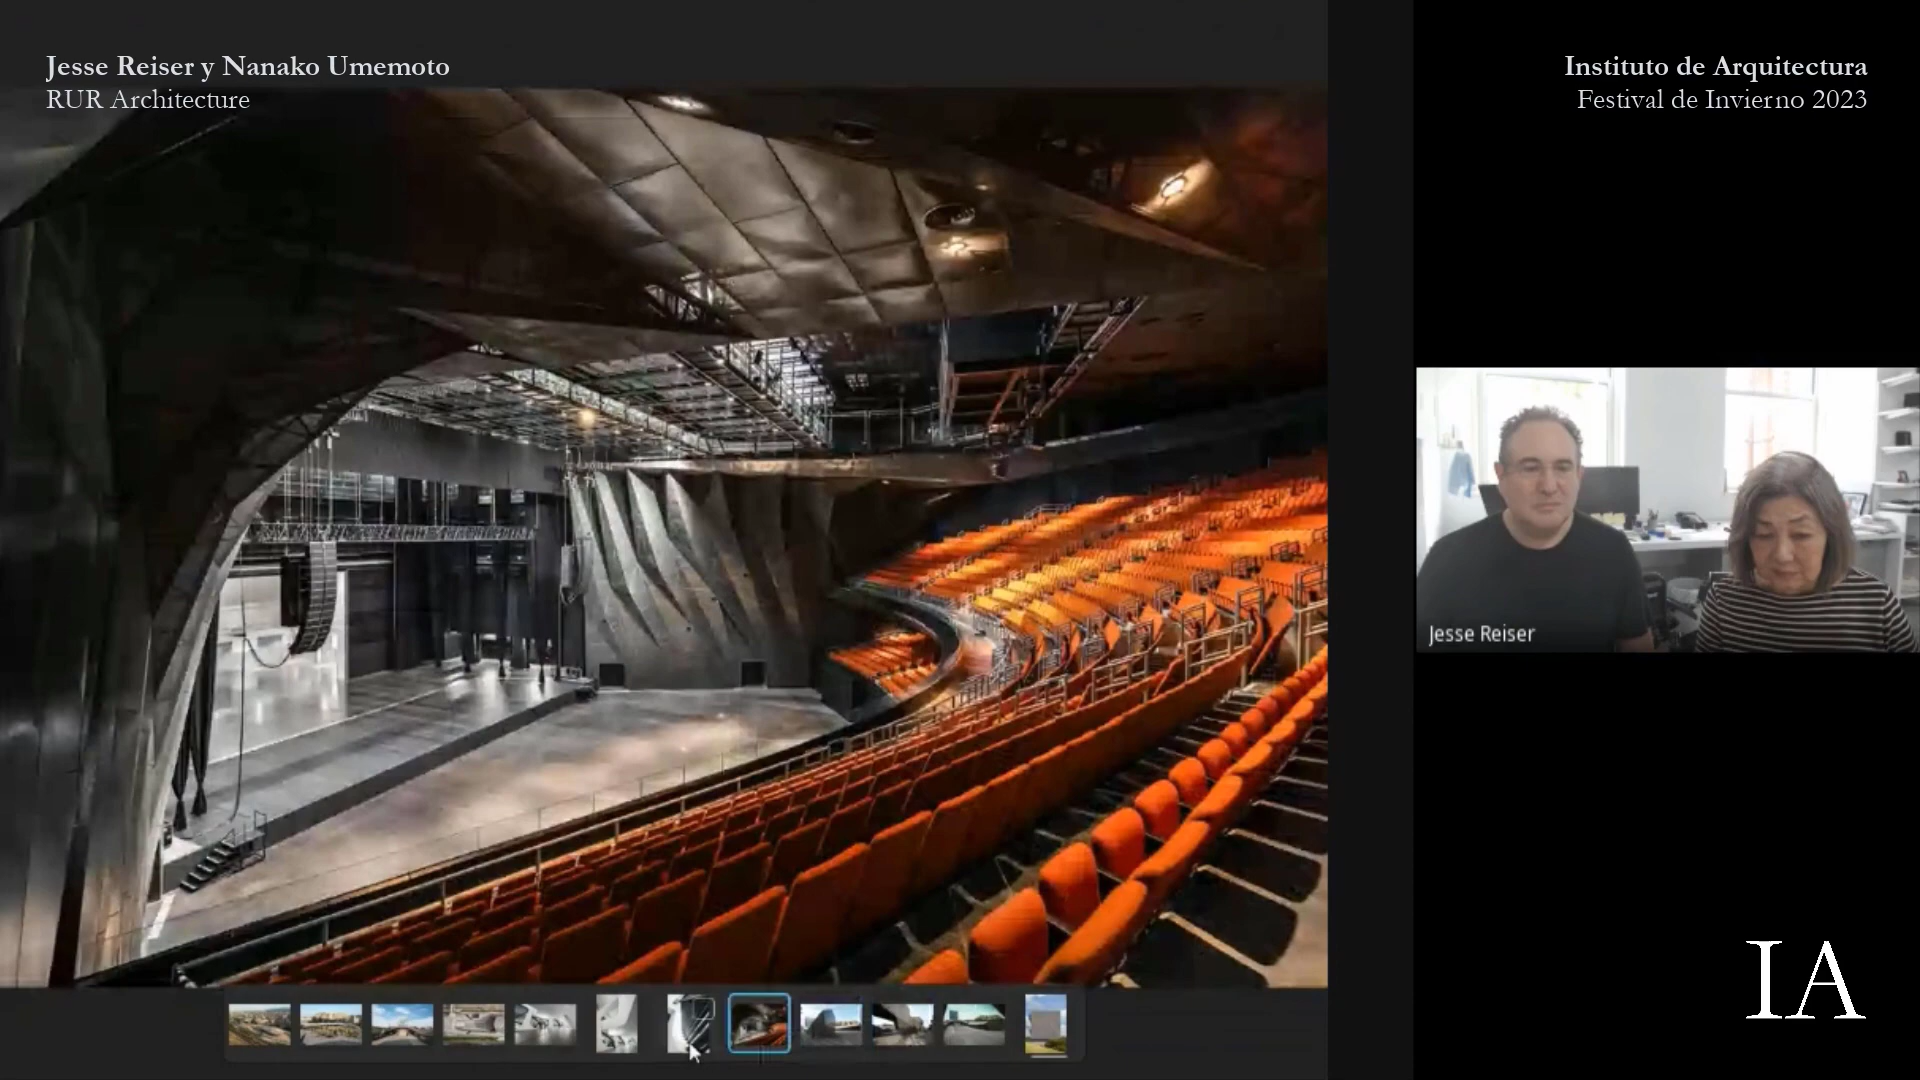 Jesse Reiser y Nanako Umemoto
RUR Architecture
Instituto de Arquitectura
Festival de Invierno 2023
Jesse Reiser
IA